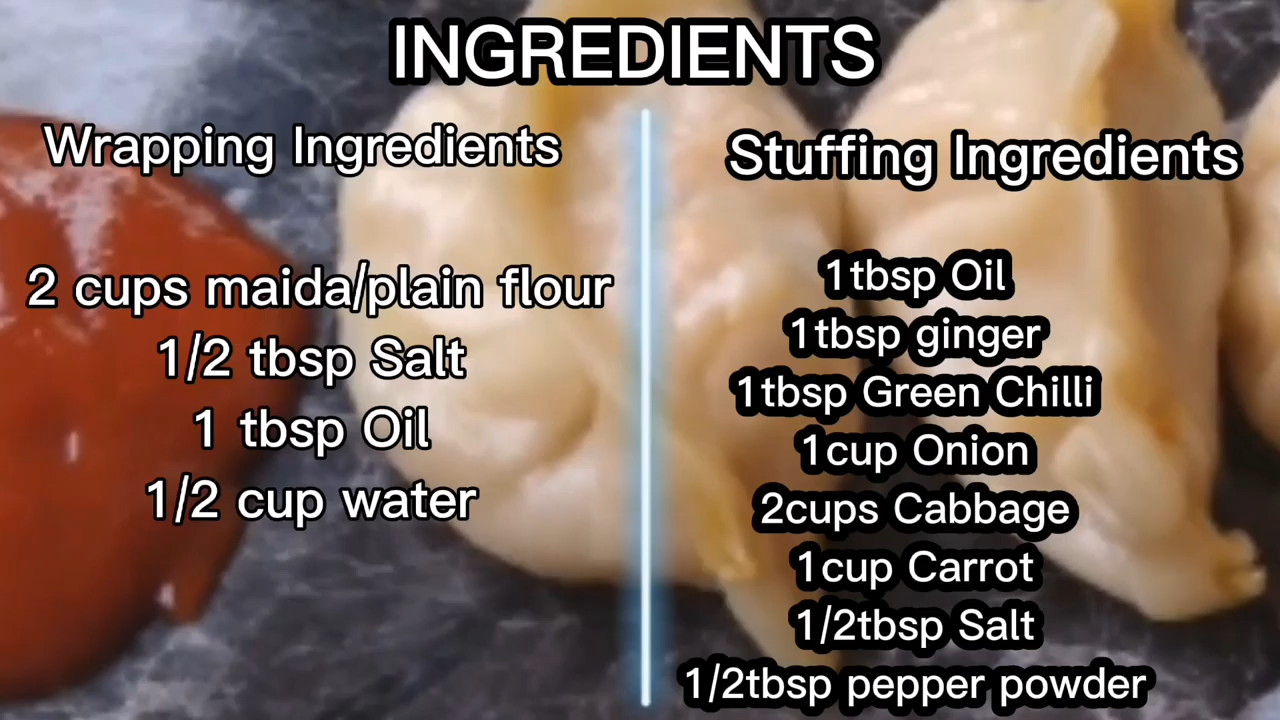 INGREDIENTS
Wrapping Ingredients
2 cups maida/plain flour
1/2 tbsp Salt
1 tbsp Oil
1/2 cup water
Stuffing Ingredients
1tbsp Oil
1tbsp ginger
1tbsp Green Chilli
1cup Onion
2cups Cabbage
1cup Carrot
1/2tbsp Salt
1/2tbsp pepper powder